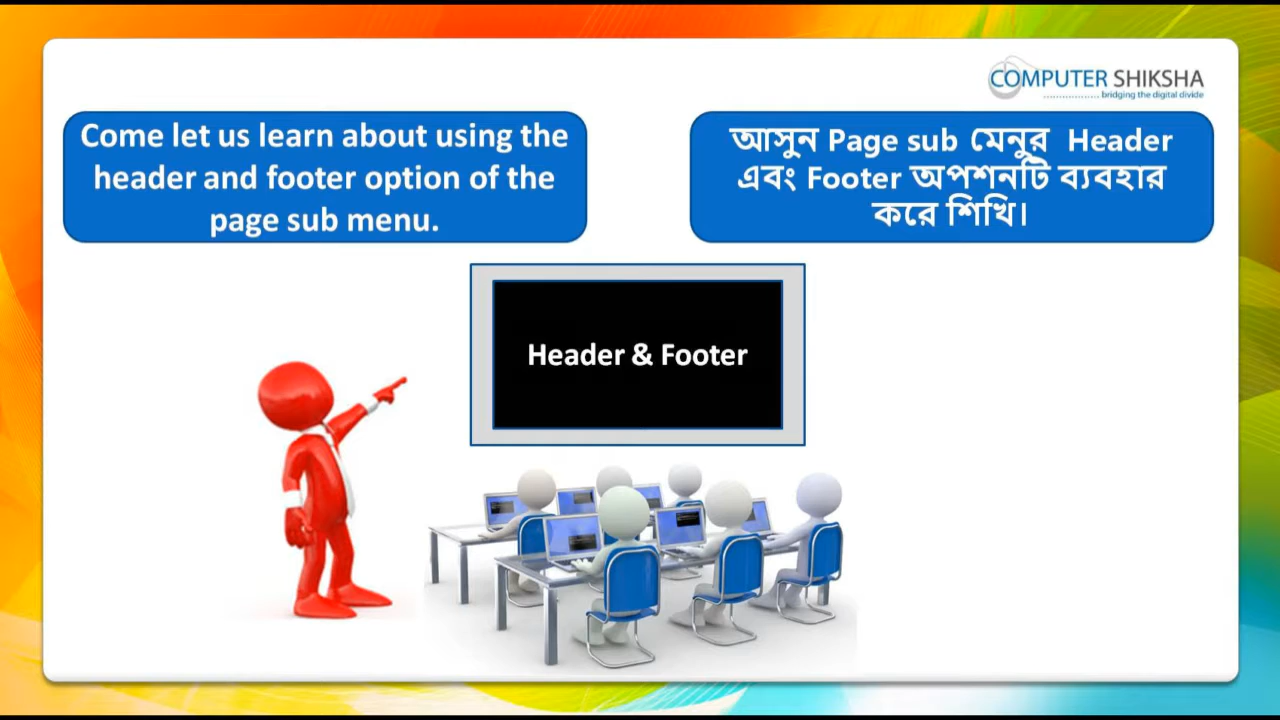 COMPUTER SHIKSHA
bridging the digital divide
Come let us learn about using the
header and footer option of the
page sub menu.
আসুন Page sub মেনুর Header
এবং Footer অপশনটি ব্যবহার
করে শিখি।
Header & Footer